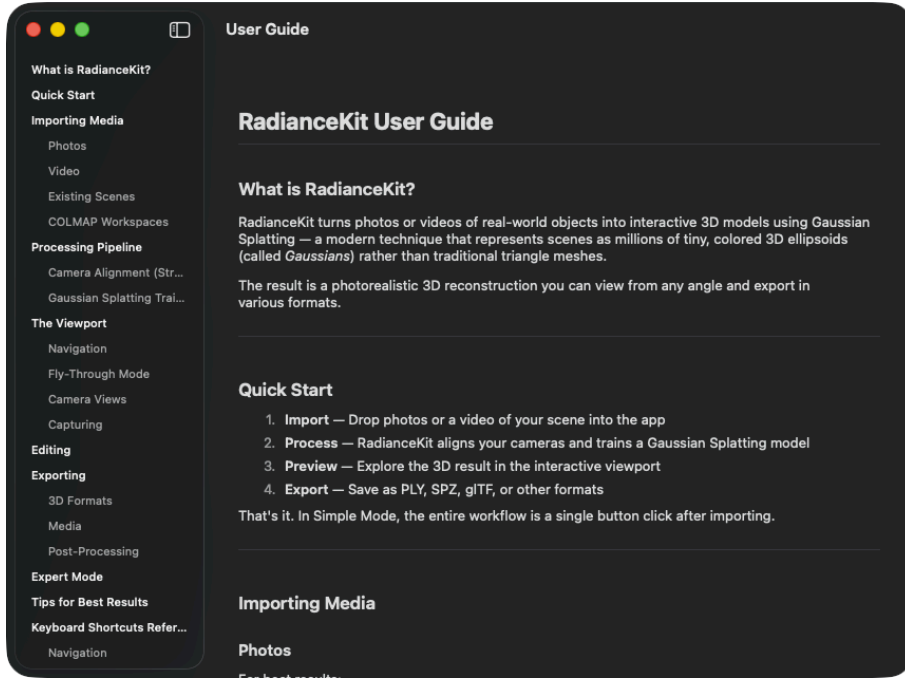 User Guide
What is RadianceKit?
Quick Start
Importing Media
Photos
Video
Existing Scenes
COLMAP Workspaces
Processing Pipeline
Camera Alignment (Str...
Gaussian Splatting Trai...
The Viewport
Navigation
Fly-Through Mode
Camera Views
Capturing
Editing
Exporting
3D Formats
Media
Post-Processing
Expert Mode
Tips for Best Results
Keyboard Shortcuts Refer...
Navigation
RadianceKit User Guide
What is RadianceKit?
RadianceKit turns photos or videos of real-world objects into interactive 3D models using Gaussian
Splatting — a modern technique that represents scenes as millions of tiny, colored 3D ellipsoids
(called Gaussians) rather than traditional triangle meshes.
The result is a photorealistic 3D reconstruction you can view from any angle and export in
various formats.
Quick Start
1. Import — Drop photos or a video of your scene into the app
2. Process — RadianceKit aligns your cameras and trains a Gaussian Splatting model
3. Preview — Explore the 3D result in the interactive viewport
4. Export — Save as PLY, SPZ, glTF, or other formats
That's it. In Simple Mode, the entire workflow is a single button click after importing.
Importing Media
Photos
For best results: